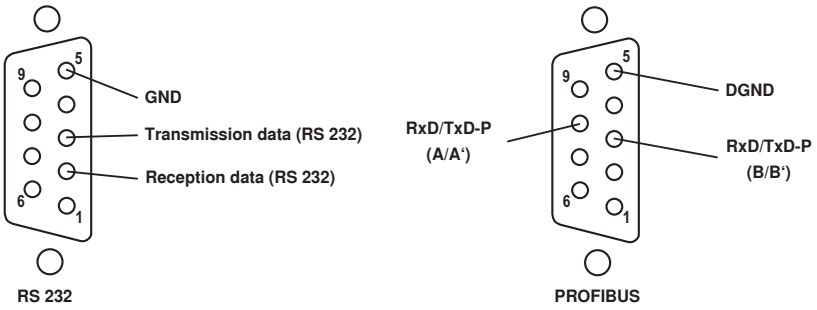 5
9
GND
Transmission data (RS 232)
Reception data (RS 232)
6
1
RS 232
5
9
DGND
RxD/TxD-P
(A/A‘)
RxD/TxD-P
(B/B‘)
6
1
PROFIBUS